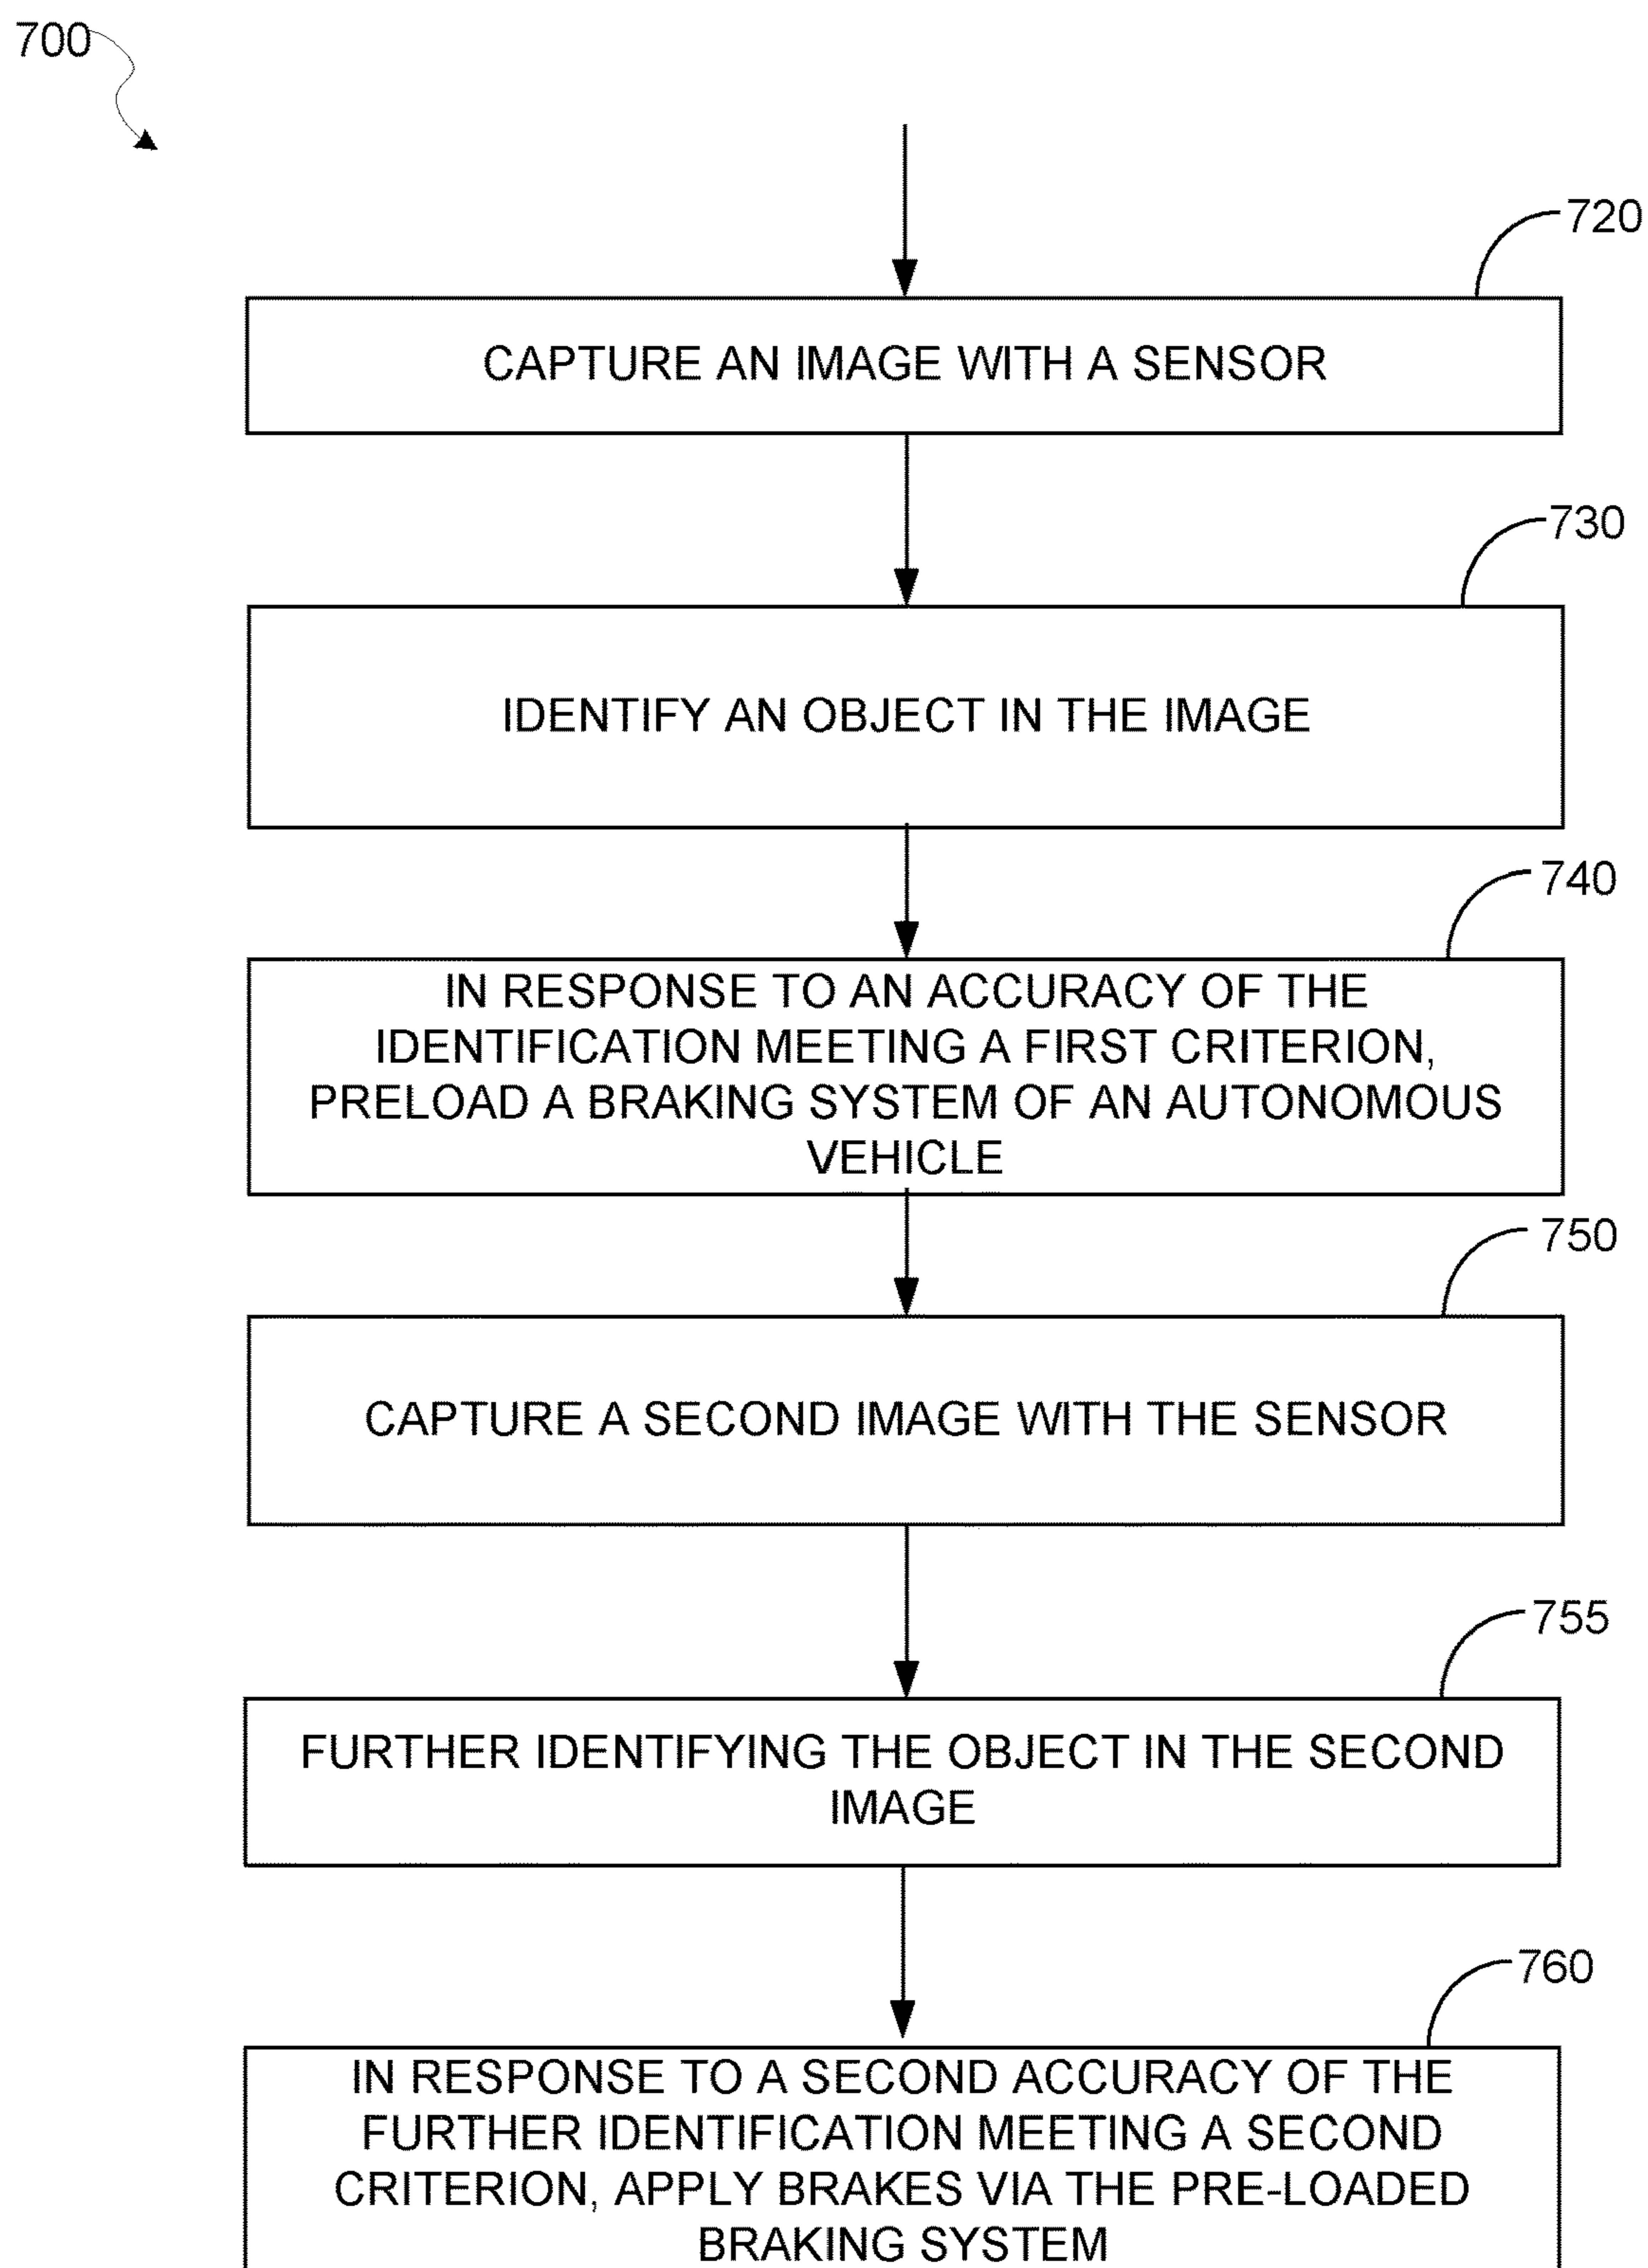 700
720
CAPTURE AN IMAGE WITH A SENSOR
730
IDENTIFY AN OBJECT IN THE IMAGE
740
IN RESPONSE TO AN ACCURACY OF THE
IDENTIFICATION MEETING A FIRST CRITERION,
PRELOAD A BRAKING SYSTEM OF AN AUTONOMOUS
VEHICLE
750
CAPTURE A SECOND IMAGE WITH THE SENSOR
755
FURTHER IDENTIFYING THE OBJECT IN THE SECOND
IMAGE
760
IN RESPONSE TO A SECOND ACCURACY OF THE
FURTHER IDENTIFICATION MEETING A SECOND
CRITERION, APPLY BRAKES VIA THE PRE-LOADED
BRAKING SYSTEM